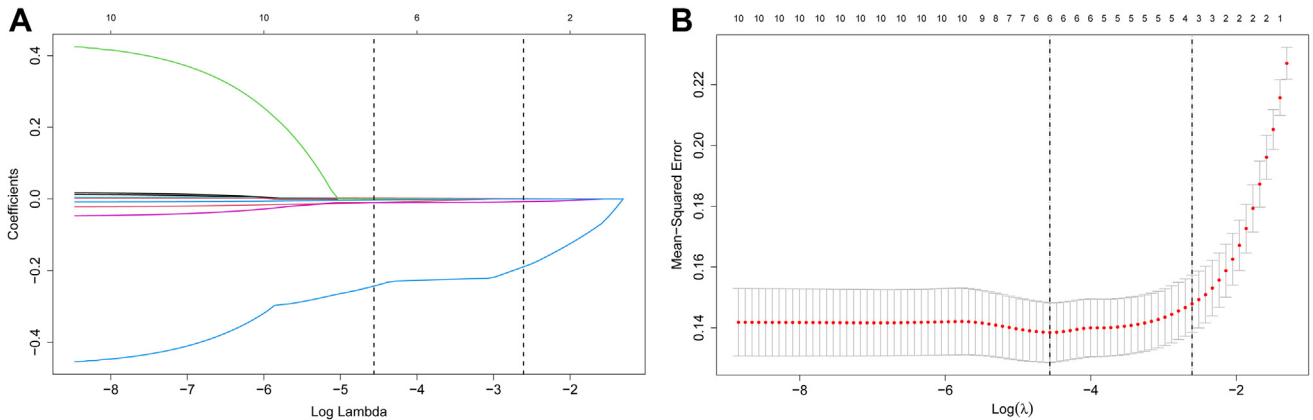 A
10 10 6 2
Coefficients
0.4
0.2
0.0
−0.2
−0.4
−8 −7 −6 −5 −4 −3 −2
Log Lambda
B
10 10 10 10 10 10 10 10 10 10 10 9 8 7 7 6 6 6 6 5 5 5 5 5 4 3 3 2 2 2 1
Mean−Squared Error
0.22
0.20
0.18
0.16
0.14
−8 −6 −4 −2
Log(λ)